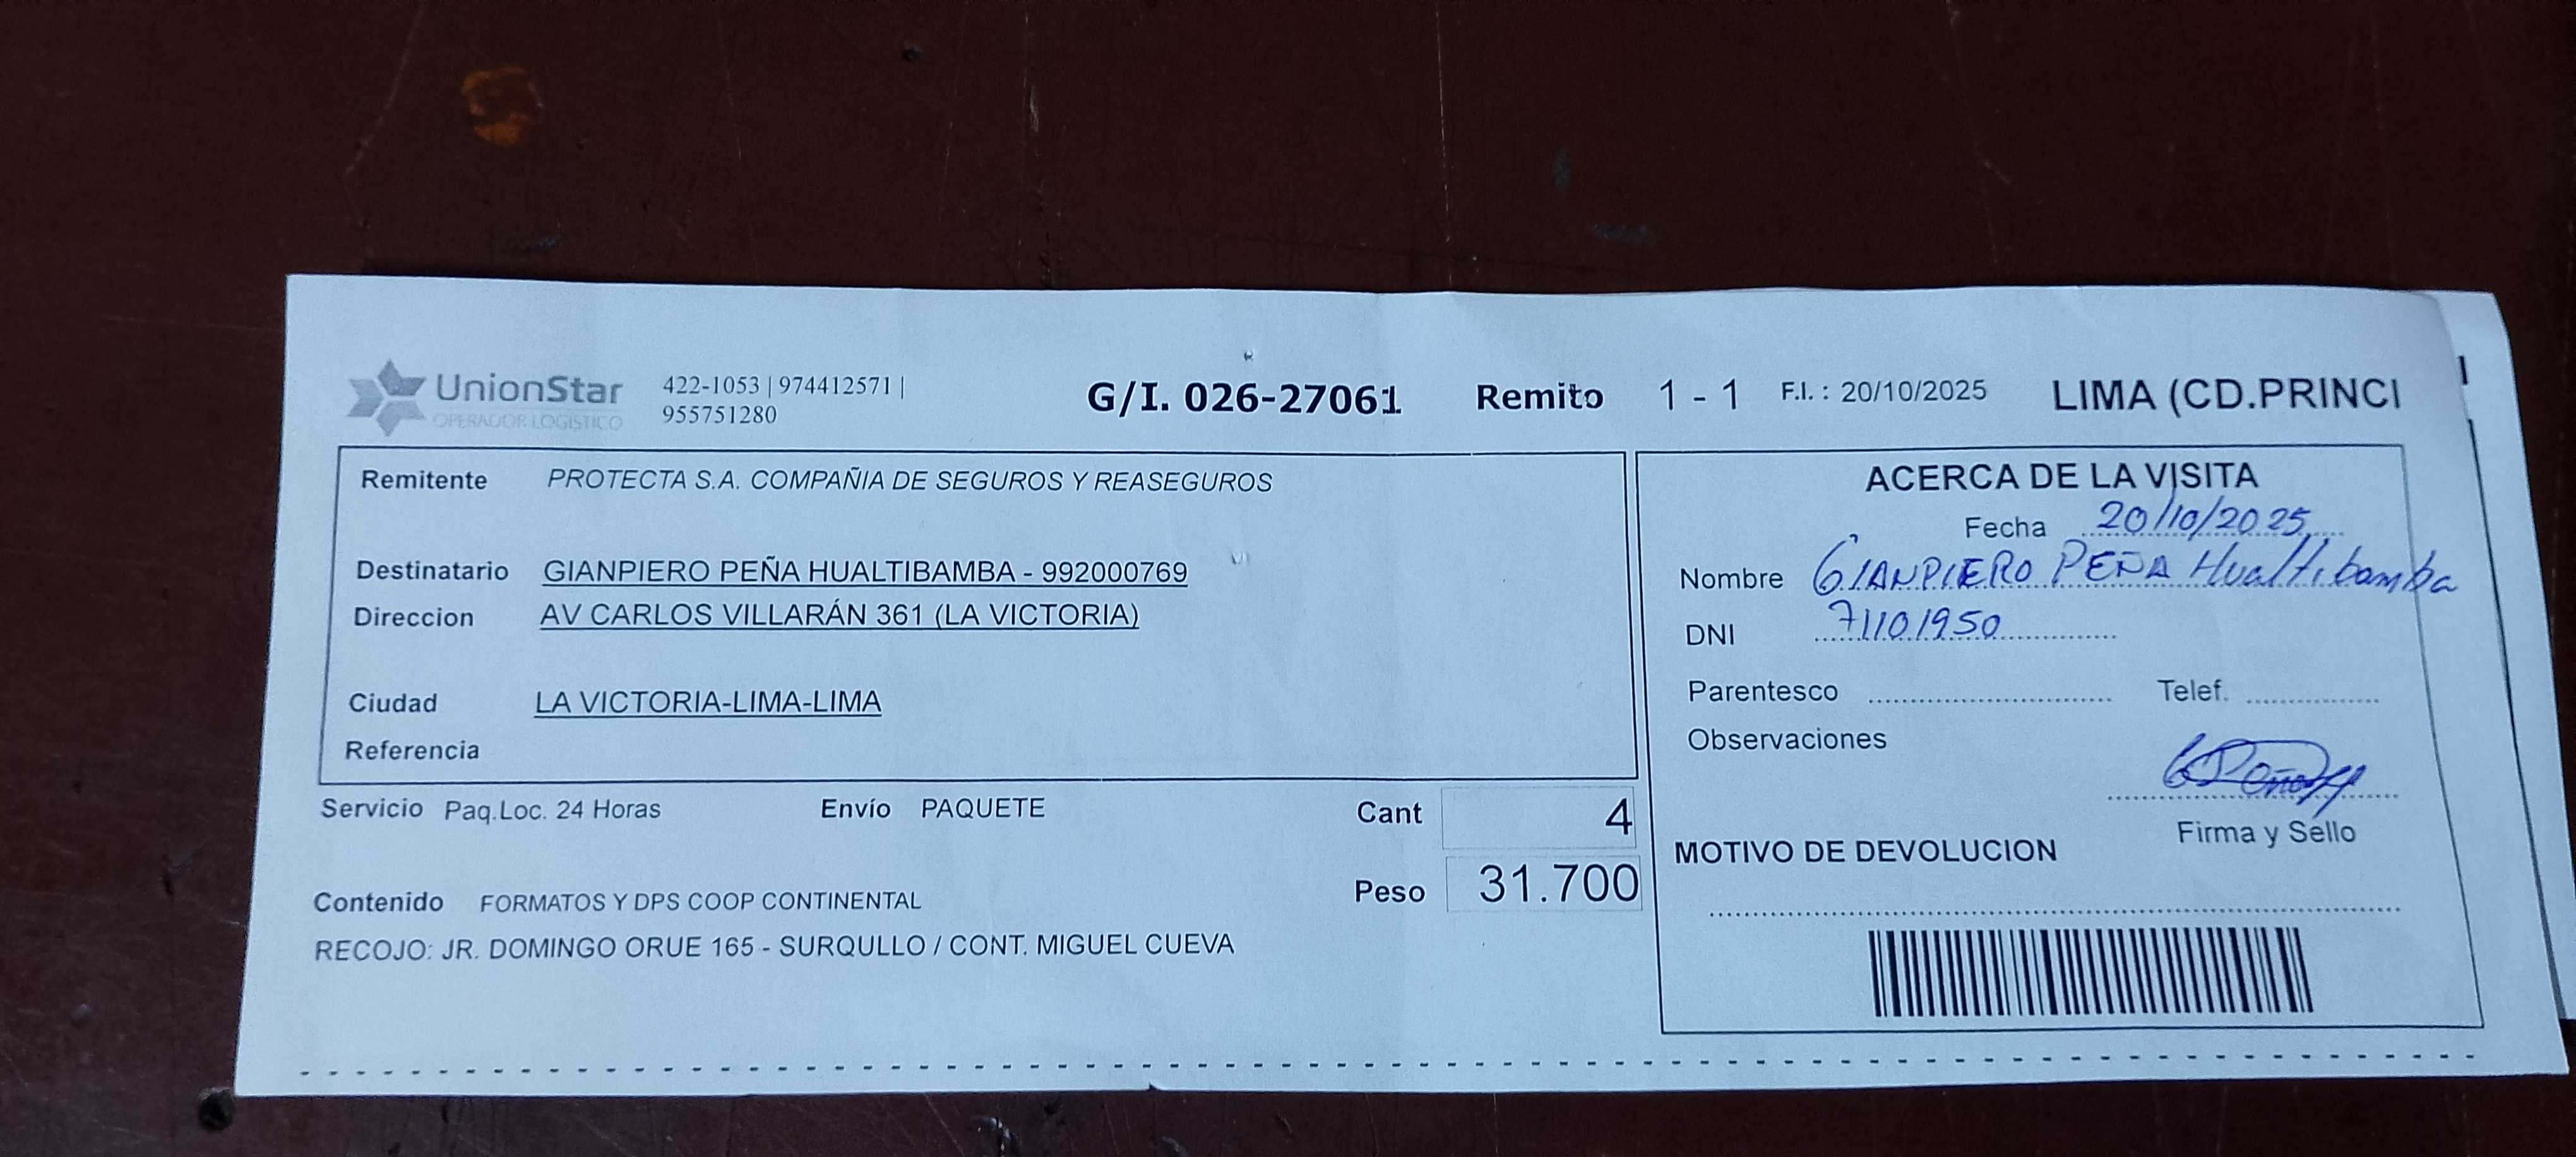 UnionStar
OPERADOR LOGISTICO
422-1053 | 974412571 |
955751280
G/I. 026-27061 Remito 1 - 1 F.I. : 20/10/2025 LIMA (CD.PRINCI
Remitente PROTECTA S.A. COMPAÑIA DE SEGUROS Y REASEGUROS
Destinatario GIANPIERO PEÑA HUALTIBAMBA - 992000769
Direccion AV CARLOS VILLARÁN 361 (LA VICTORIA)
Ciudad LA VICTORIA-LIMA-LIMA
Referencia
Servicio Paq.Loc. 24 Horas Envío PAQUETE Cant 4
Peso 31.700
Contenido FORMATOS Y DPS COOP CONTINENTAL
RECOJO: JR. DOMINGO ORUE 165 - SURQULLO / CONT. MIGUEL CUEVA
ACERCA DE LA VISITA
Fecha 20/10/2025
Nombre GIANPIERO PEÑA Hualtibamba
DNI 71101950
Parentesco Telef.
Observaciones
Firma y Sello
MOTIVO DE DEVOLUCION